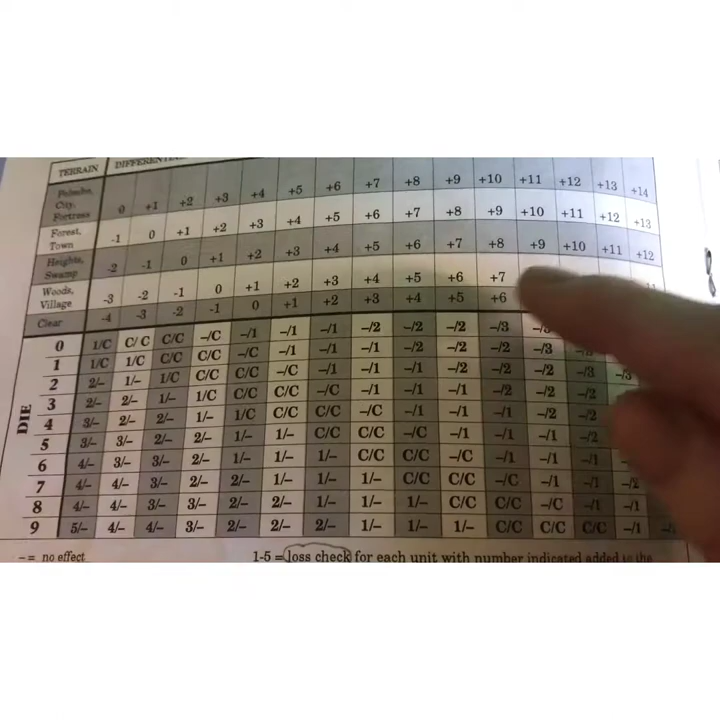 TERRAIN
City, Fortress 0 +1 +2 +3 +4 +5 +6 +7 +8 +9 +10 +11 +12 +13 +14
Forest, Town -1 0 +1 +2 +3 +4 +5 +6 +7 +8 +9 +10 +11 +12 +13
Heights, Swamp -2 -1 0 +1 +2 +3 +4 +5 +6 +7 +8 +9 +10 +11 +12
Woods, Village -3 -2 -1 0 +1 +2 +3 +4 +5 +6 +7
Clear -4 -3 -2 -1 0 +1 +2 +3 +4 +5 +6
DIE
0 1/C C/C C/C –/C –/1 –/1 –/1 –/2 –/2 –/2 –/3
1 1/C 1/C C/C C/C –/C –/1 –/1 –/1 –/2 –/2 –/2 –/3
2 2/– 1/– 1/C C/C C/C –/C –/1 –/1 –/1 –/2 –/2 –/2 –/3 –/3
3 2/– 2/– 1/– 1/C C/C C/C –/C –/1 –/1 –/1 –/2 –/2 –/2
4 3/– 2/– 2/– 1/– 1/C C/C C/C –/C –/1 –/1 –/1 –/2 –/2
5 3/– 3/– 2/– 2/– 1/– 1/– C/C C/C –/C –/1 –/1 –/1 –/2
6 4/– 3/– 3/– 2/– 1/– 1/– 1/– C/C C/C –/C –/1 –/1 –/1
7 4/– 4/– 3/– 2/– 2/– 1/– 1/– 1/– C/C C/C –/C –/1 –/1 –/2
8 4/– 4/– 3/– 3/– 2/– 2/– 1/– 1/– 1/– C/C C/C –/C –/1 –/1
9 5/– 4/– 4/– 3/– 2/– 2/– 2/– 1/– 1/– 1/– C/C C/C C/C –/1
– = no effect 1-5 = loss check for each unit with number indicated added to the